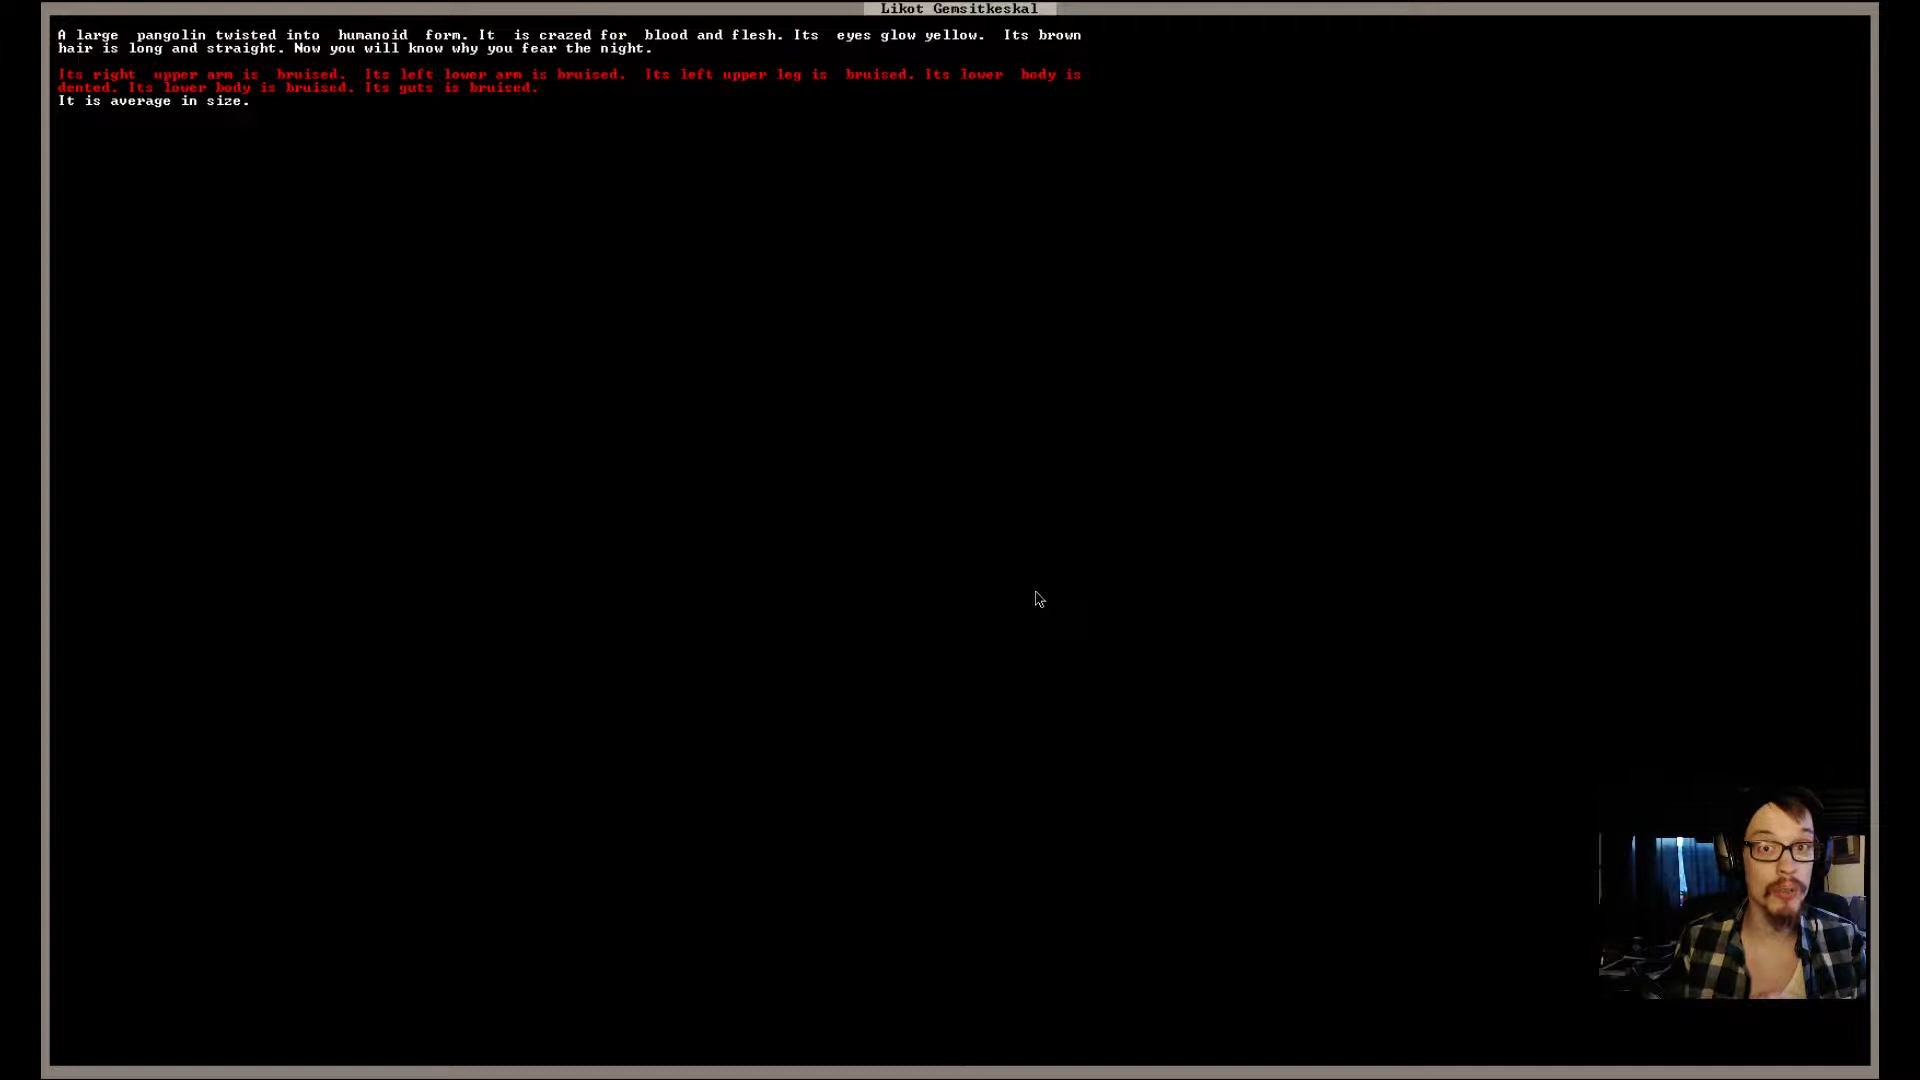 Likot Gemsitkeskal
A large pangolin twisted into humanoid form. It is crazed for blood and flesh. Its eyes glow yellow. Its brown
hair is long and straight. Now you will know why you fear the night.
Its right upper arm is bruised. Its left lower arm is bruised. Its left upper leg is bruised. Its lower body is
dented. Its lower body is bruised. Its guts is bruised.
It is average in size.